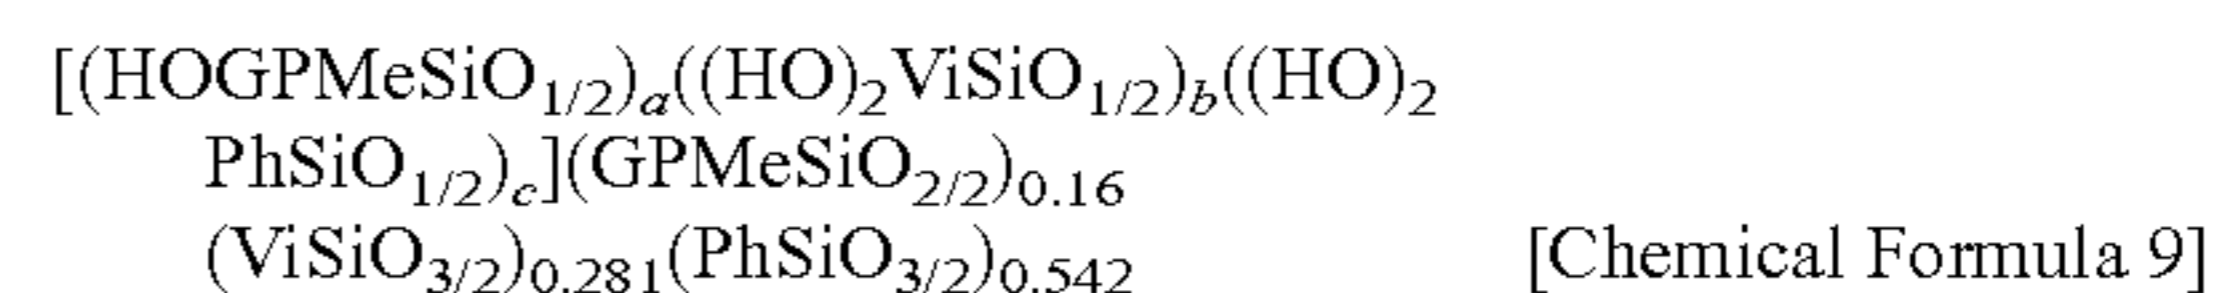 [(HOGPMeSiO1/2)a((HO)2ViSiO1/2)b((HO)2
PhSiO1/2)c](GPMeSiO2/2)0.16
(ViSiO3/2)0.281(PhSiO3/2)0.542 [Chemical Formula 9]